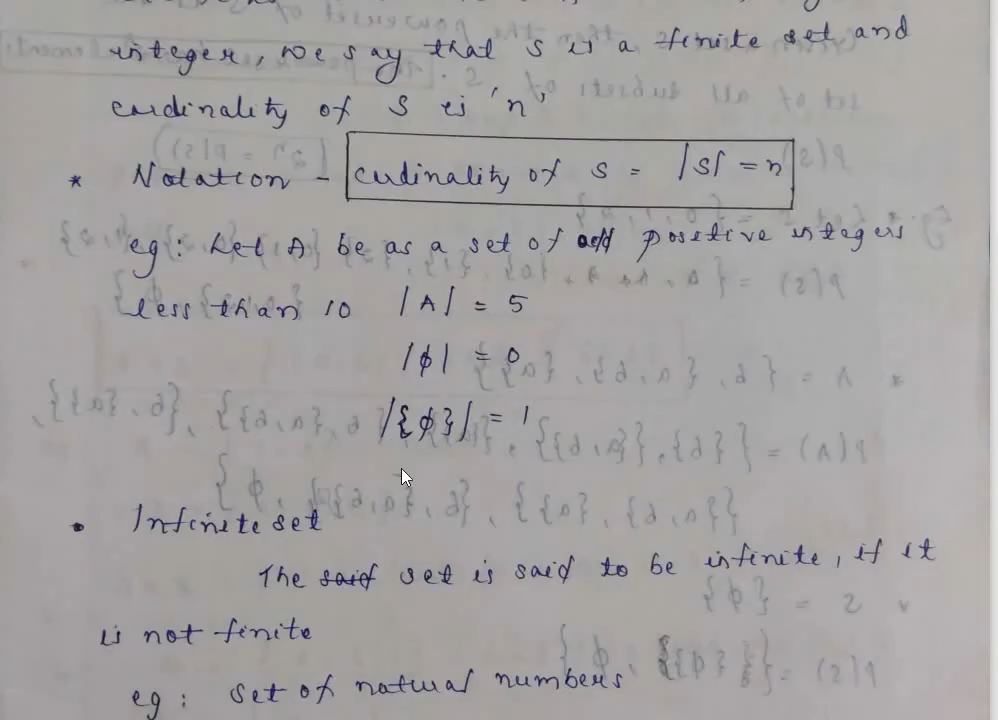 integer, we say that S is a finite set and
cardinality of S is 'n'
* Notation - cardinality of S = |S| = n
eg: Let A be as a set of odd positive integers
less than 10 |A| = 5
|ϕ| = 0
|{ϕ}| = 1
• Infinite set
The said set is said to be infinite, if it
is not finite
eg: set of natural numbers